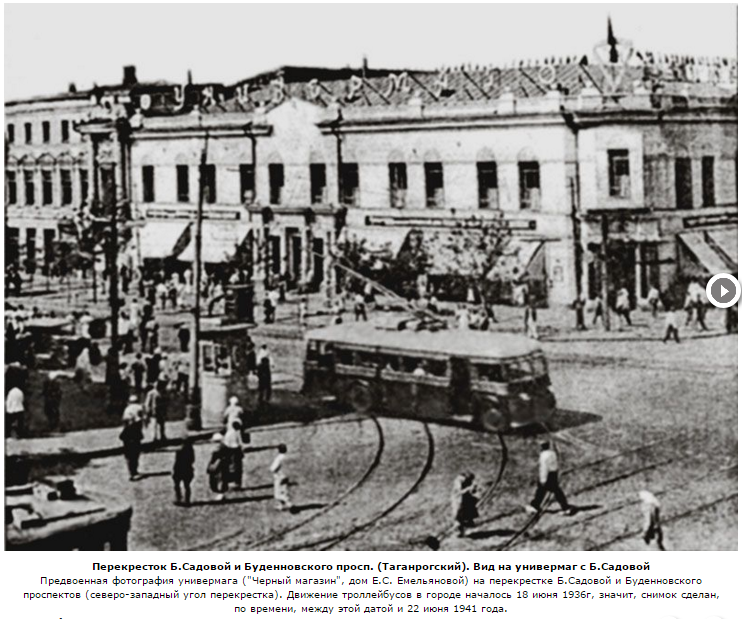 УНИВЕРМАГ
Перекресток Б.Садовой и Буденновского просп. (Таганрогский). Вид на универмаг с Б.Садовой
Предвоенная фотография универмага ("Черный магазин", дом Е.С. Емельяновой) на перекрестке Б.Садовой и Буденновского
проспектов (северо-западный угол перекрестка). Движение троллейбусов в городе началось 18 июня 1936г, значит, снимок сделан,
по времени, между этой датой и 22 июня 1941 года.